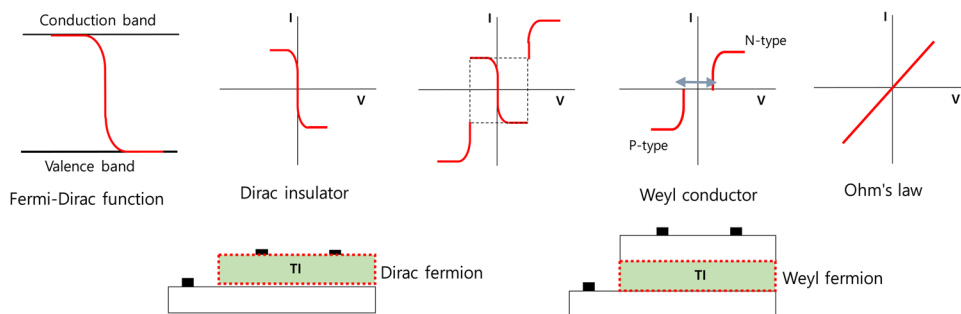 Conduction band
Valence band
Fermi-Dirac function
I
V
Dirac insulator
I
V
I
V
N-type
P-type
Weyl conductor
I
V
Ohm's law
TI
Dirac fermion
TI
Weyl fermion